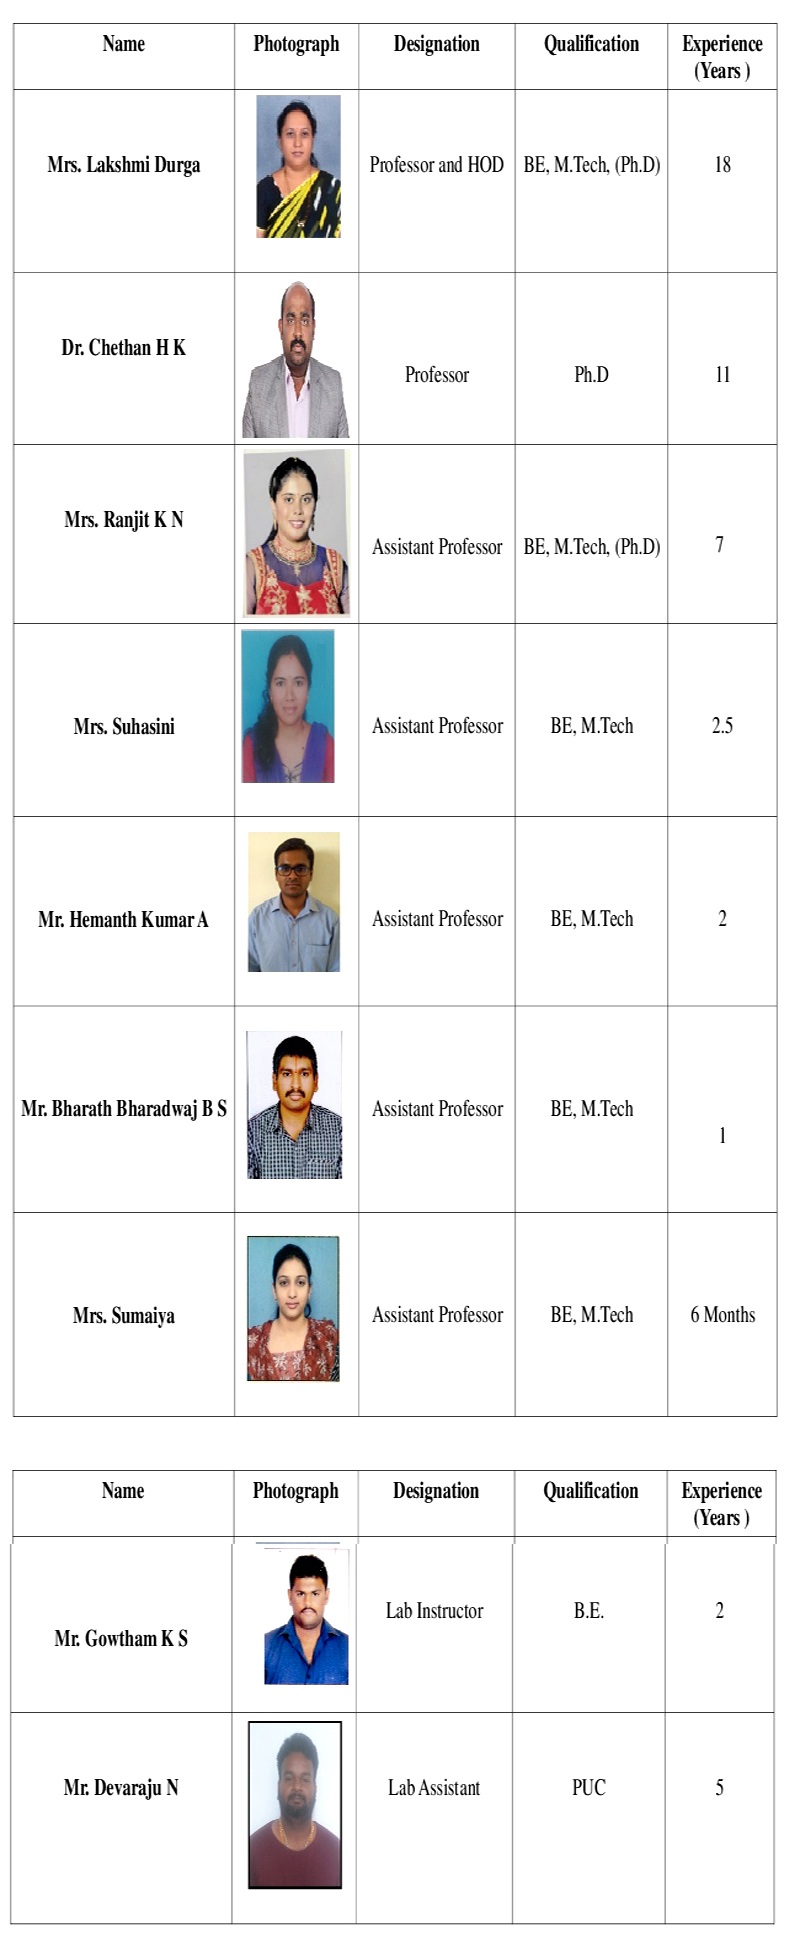 Name Photograph Designation Qualification Experience
(Years )
Mrs. Lakshmi Durga Professor and HOD BE, M.Tech, (Ph.D) 18
Dr. Chethan H K
Professor Ph.D 11
Mrs. Ranjit K N
Assistant Professor BE, M.Tech, (Ph.D) 7
Mrs. Suhasini Assistant Professor BE, M.Tech 2.5
Mr. Hemanth Kumar A Assistant Professor BE, M.Tech 2
Mr. Bharath Bharadwaj B S Assistant Professor BE, M.Tech
1
Mrs. Sumaiya Assistant Professor BE, M.Tech 6 Months
Name Photograph Designation Qualification Experience
(Years )
Lab Instructor B.E. 2
Mr. Gowtham K S
Mr. Devaraju N Lab Assistant PUC 5